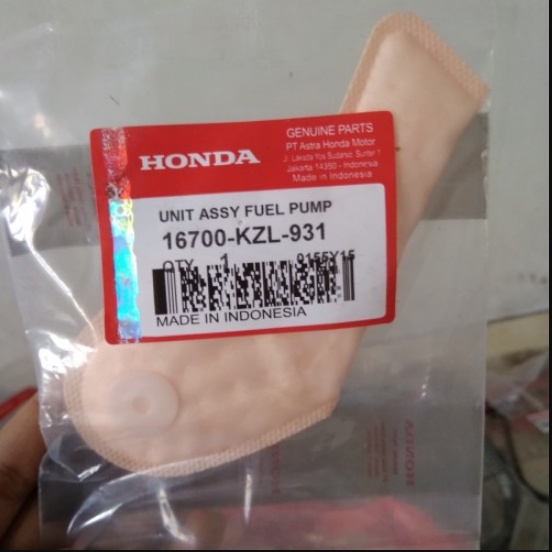 HONDA
GENUINE PARTS
PT Astra Honda Motor
Jakarta 14350 - Indonesia
Made in Indonesia
UNIT ASSY FUEL PUMP
16700-KZL-931
QTY 1 0155Y15
MADE IN INDONESIA